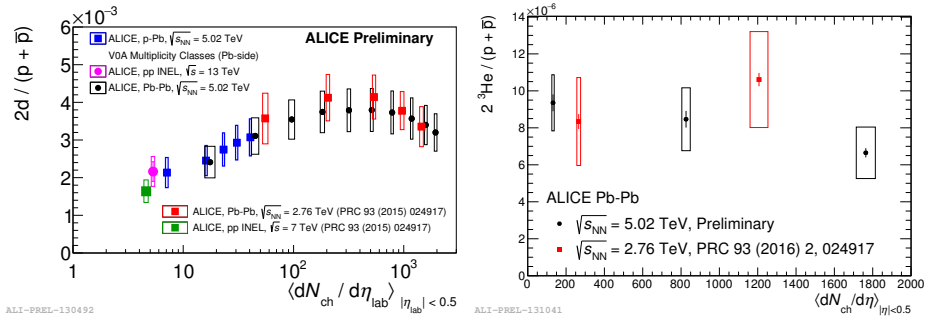 ×10⁻³
ALICE, p-Pb, √sNN = 5.02 TeV
V0A Multiplicity Classes (Pb-side)
ALICE, pp INEL, √s = 13 TeV
ALICE, Pb-Pb, √sNN = 5.02 TeV
ALICE Preliminary
2d / (p + p̅)
6
5
4
3
2
1
0
ALICE, Pb-Pb, √sNN = 2.76 TeV (PRC 93 (2015) 024917)
ALICE, pp INEL, √s = 7 TeV (PRC 93 (2015) 024917)
1
10
10²
10³
⟨dNch / dηlab⟩ |ηlab| < 0.5
ALI-PREL-130492
×10⁻⁶
2 ³He / (p + p̅)
14
12
10
8
6
4
2
0
ALICE Pb-Pb
√sNN = 5.02 TeV, Preliminary
√sNN = 2.76 TeV, PRC 93 (2016) 2, 024917
0 200 400 600 800 1000 1200 1400 1600 1800 2000
⟨dNch/dη⟩|η|<0.5
ALI-PREL-131041